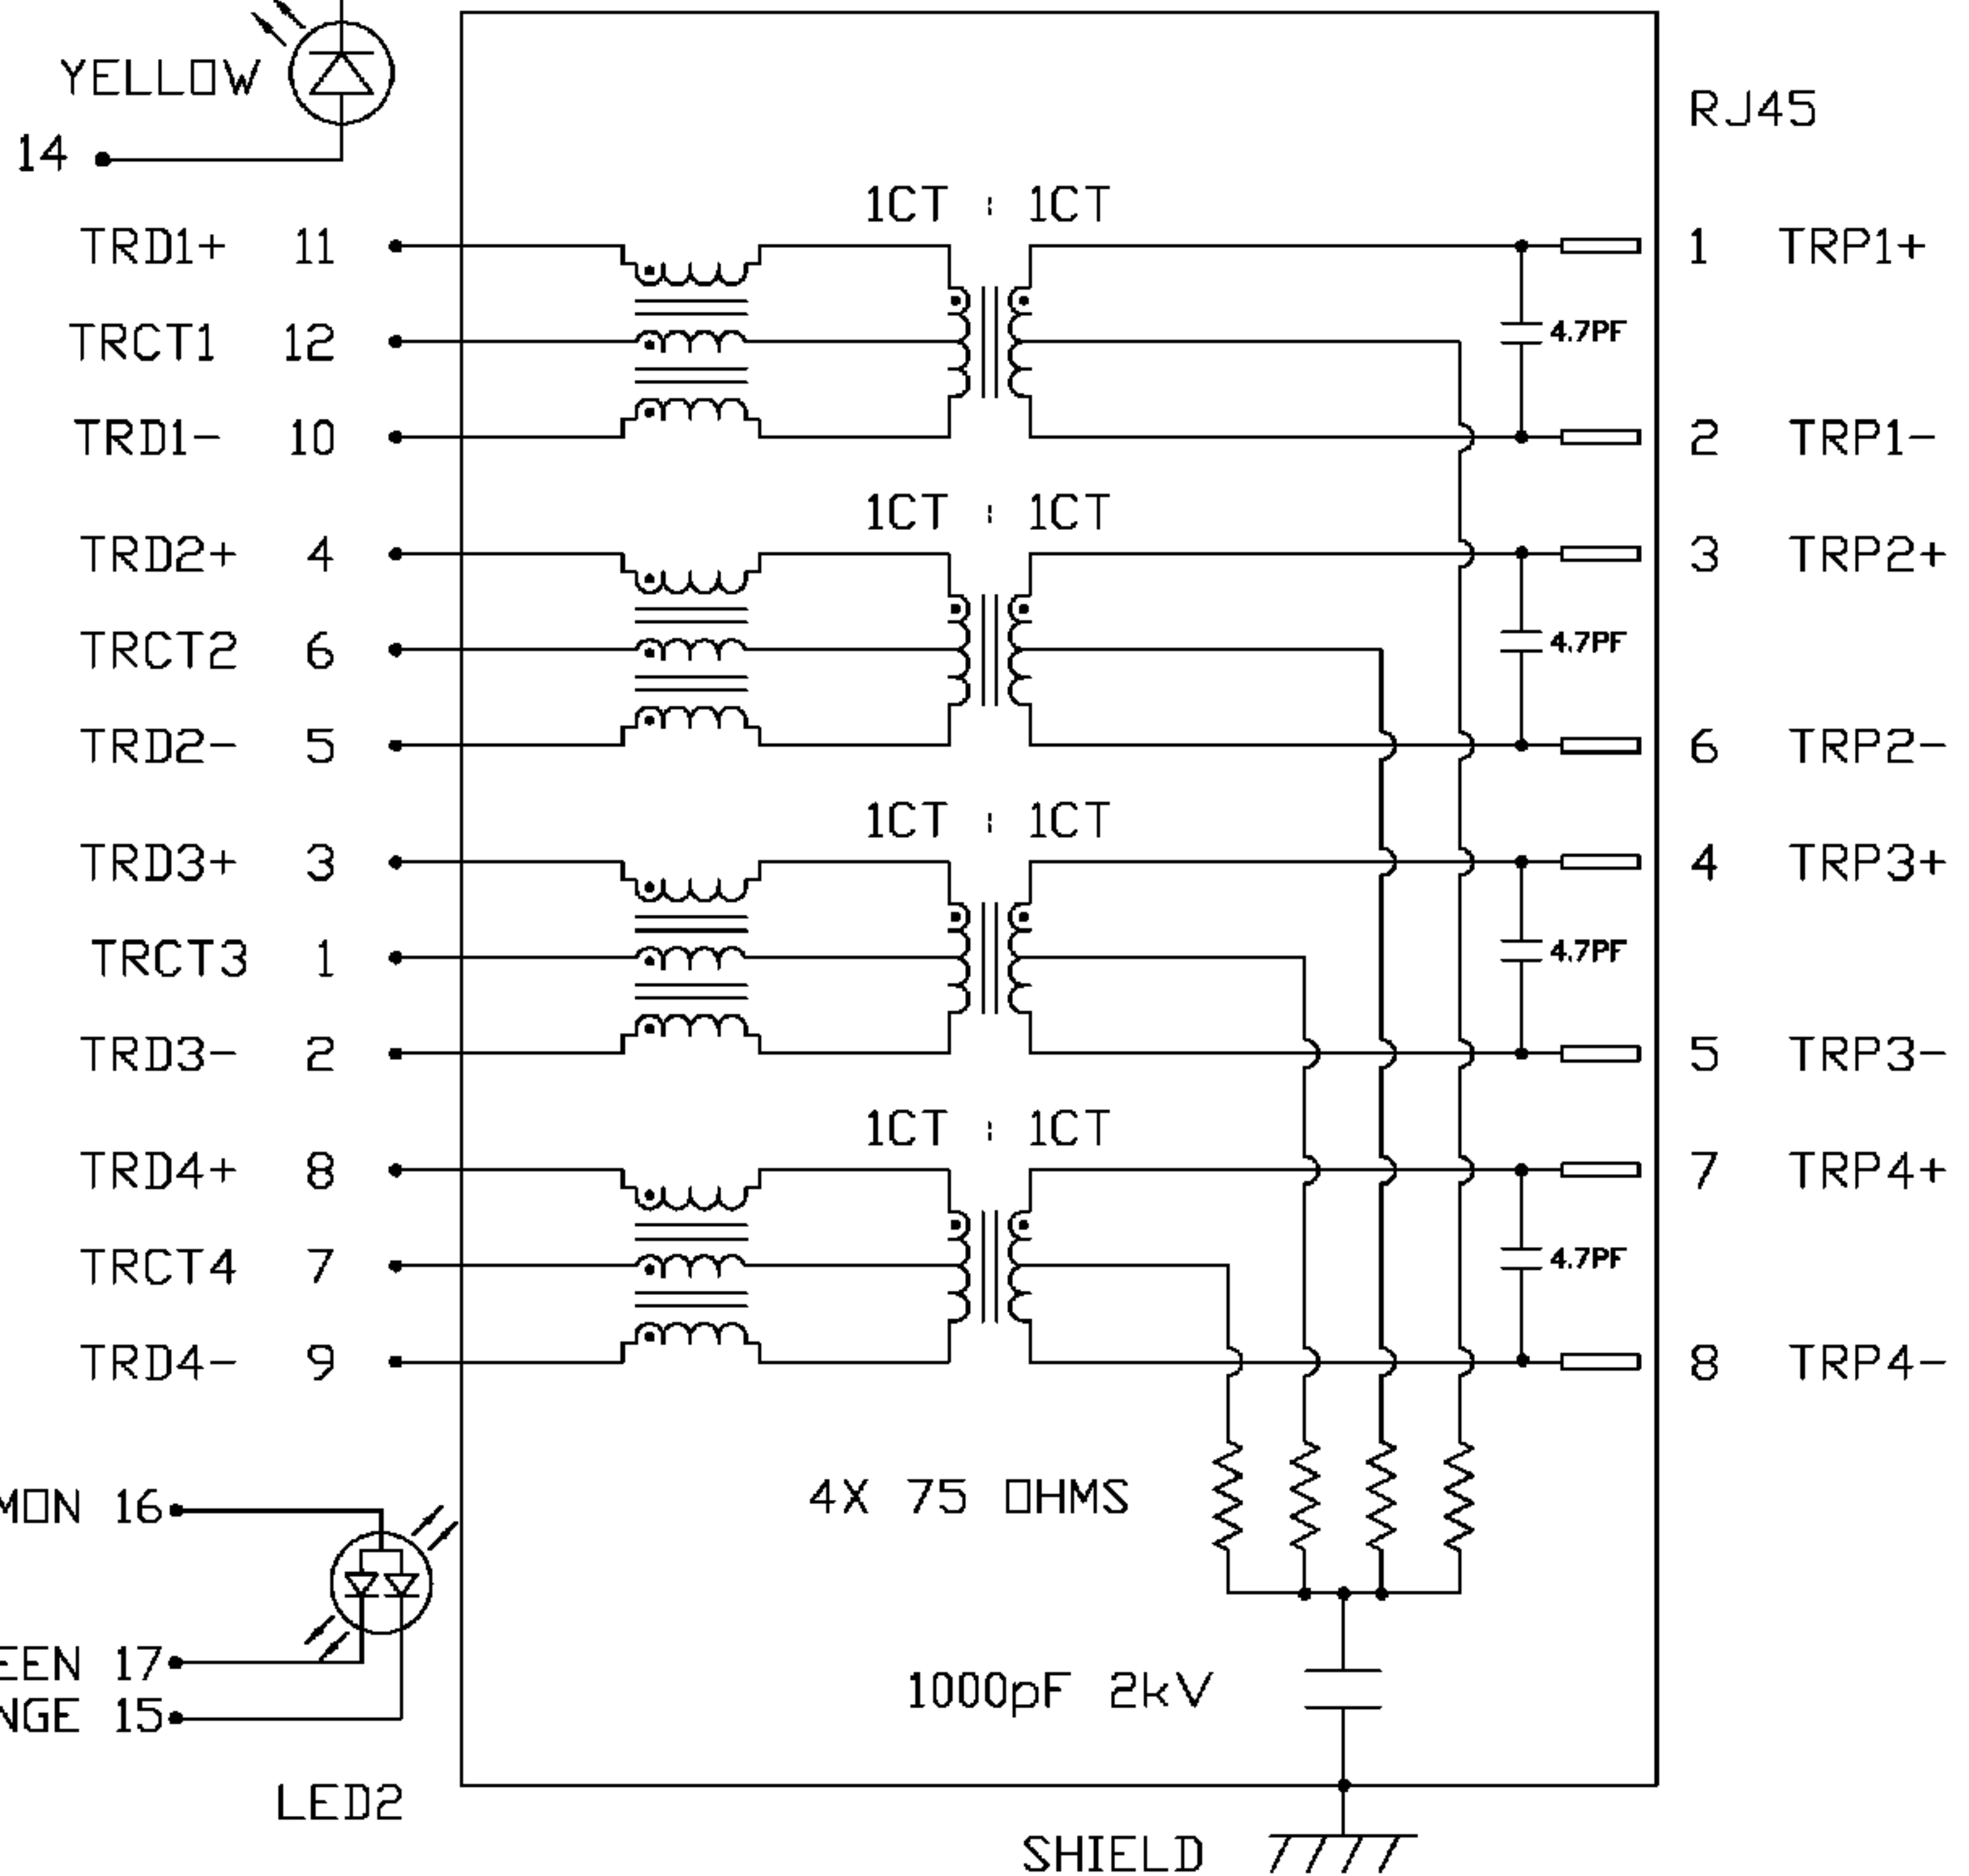 YELLOW
RJ45
14
1CT : 1CT
TRD1+ 11
1 TRP1+
TRCT1 12
4.7PF
TRD1- 10
2 TRP1-
1CT : 1CT
TRD2+ 4
3 TRP2+
TRCT2 6
4.7PF
TRD2- 5
6 TRP2-
1CT : 1CT
TRD3+ 3
4 TRP3+
TRCT3 1
4.7PF
TRD3- 2
5 TRP3-
1CT : 1CT
TRD4+ 8
7 TRP4+
TRCT4 7
4.7PF
TRD4- 9
8 TRP4-
4X 75 OHMS
MON 16
EEN 17
1000pF 2kV
NGE 15
LED2
SHIELD